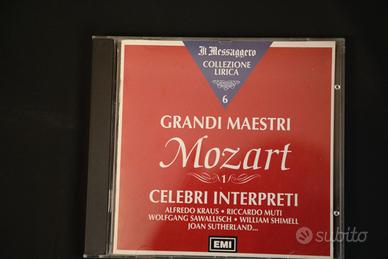 Il Messaggero
COLLEZIONE
LIRICA
6
GRANDI MAESTRI
Mozart
1
CELEBRI INTERPRETI
ALFREDO KRAUS • RICCARDO MUTI
WOLFGANG SAWALLISCH • WILLIAM SHIMELL
JOAN SUTHERLAND...
EMI
subito